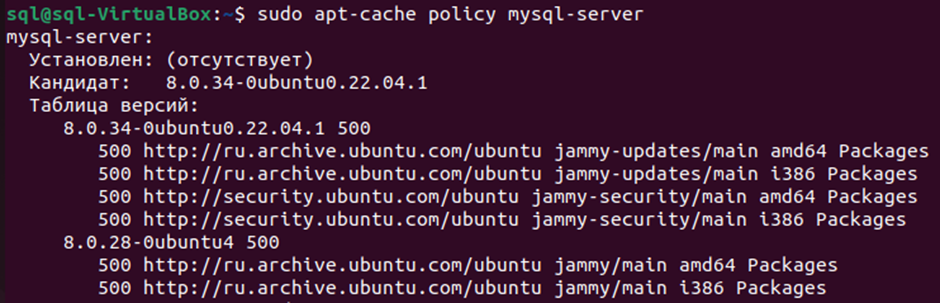 sql@sql-VirtualBox:~$ sudo apt-cache policy mysql-server
mysql-server:
  Установлен: (отсутствует)
  Кандидат:   8.0.34-0ubuntu0.22.04.1
  Таблица версий:
     8.0.34-0ubuntu0.22.04.1 500
        500 http://ru.archive.ubuntu.com/ubuntu jammy-updates/main amd64 Packages
        500 http://ru.archive.ubuntu.com/ubuntu jammy-updates/main i386 Packages
        500 http://security.ubuntu.com/ubuntu jammy-security/main amd64 Packages
        500 http://security.ubuntu.com/ubuntu jammy-security/main i386 Packages
     8.0.28-0ubuntu4 500
        500 http://ru.archive.ubuntu.com/ubuntu jammy/main amd64 Packages
        500 http://ru.archive.ubuntu.com/ubuntu jammy/main i386 Packages